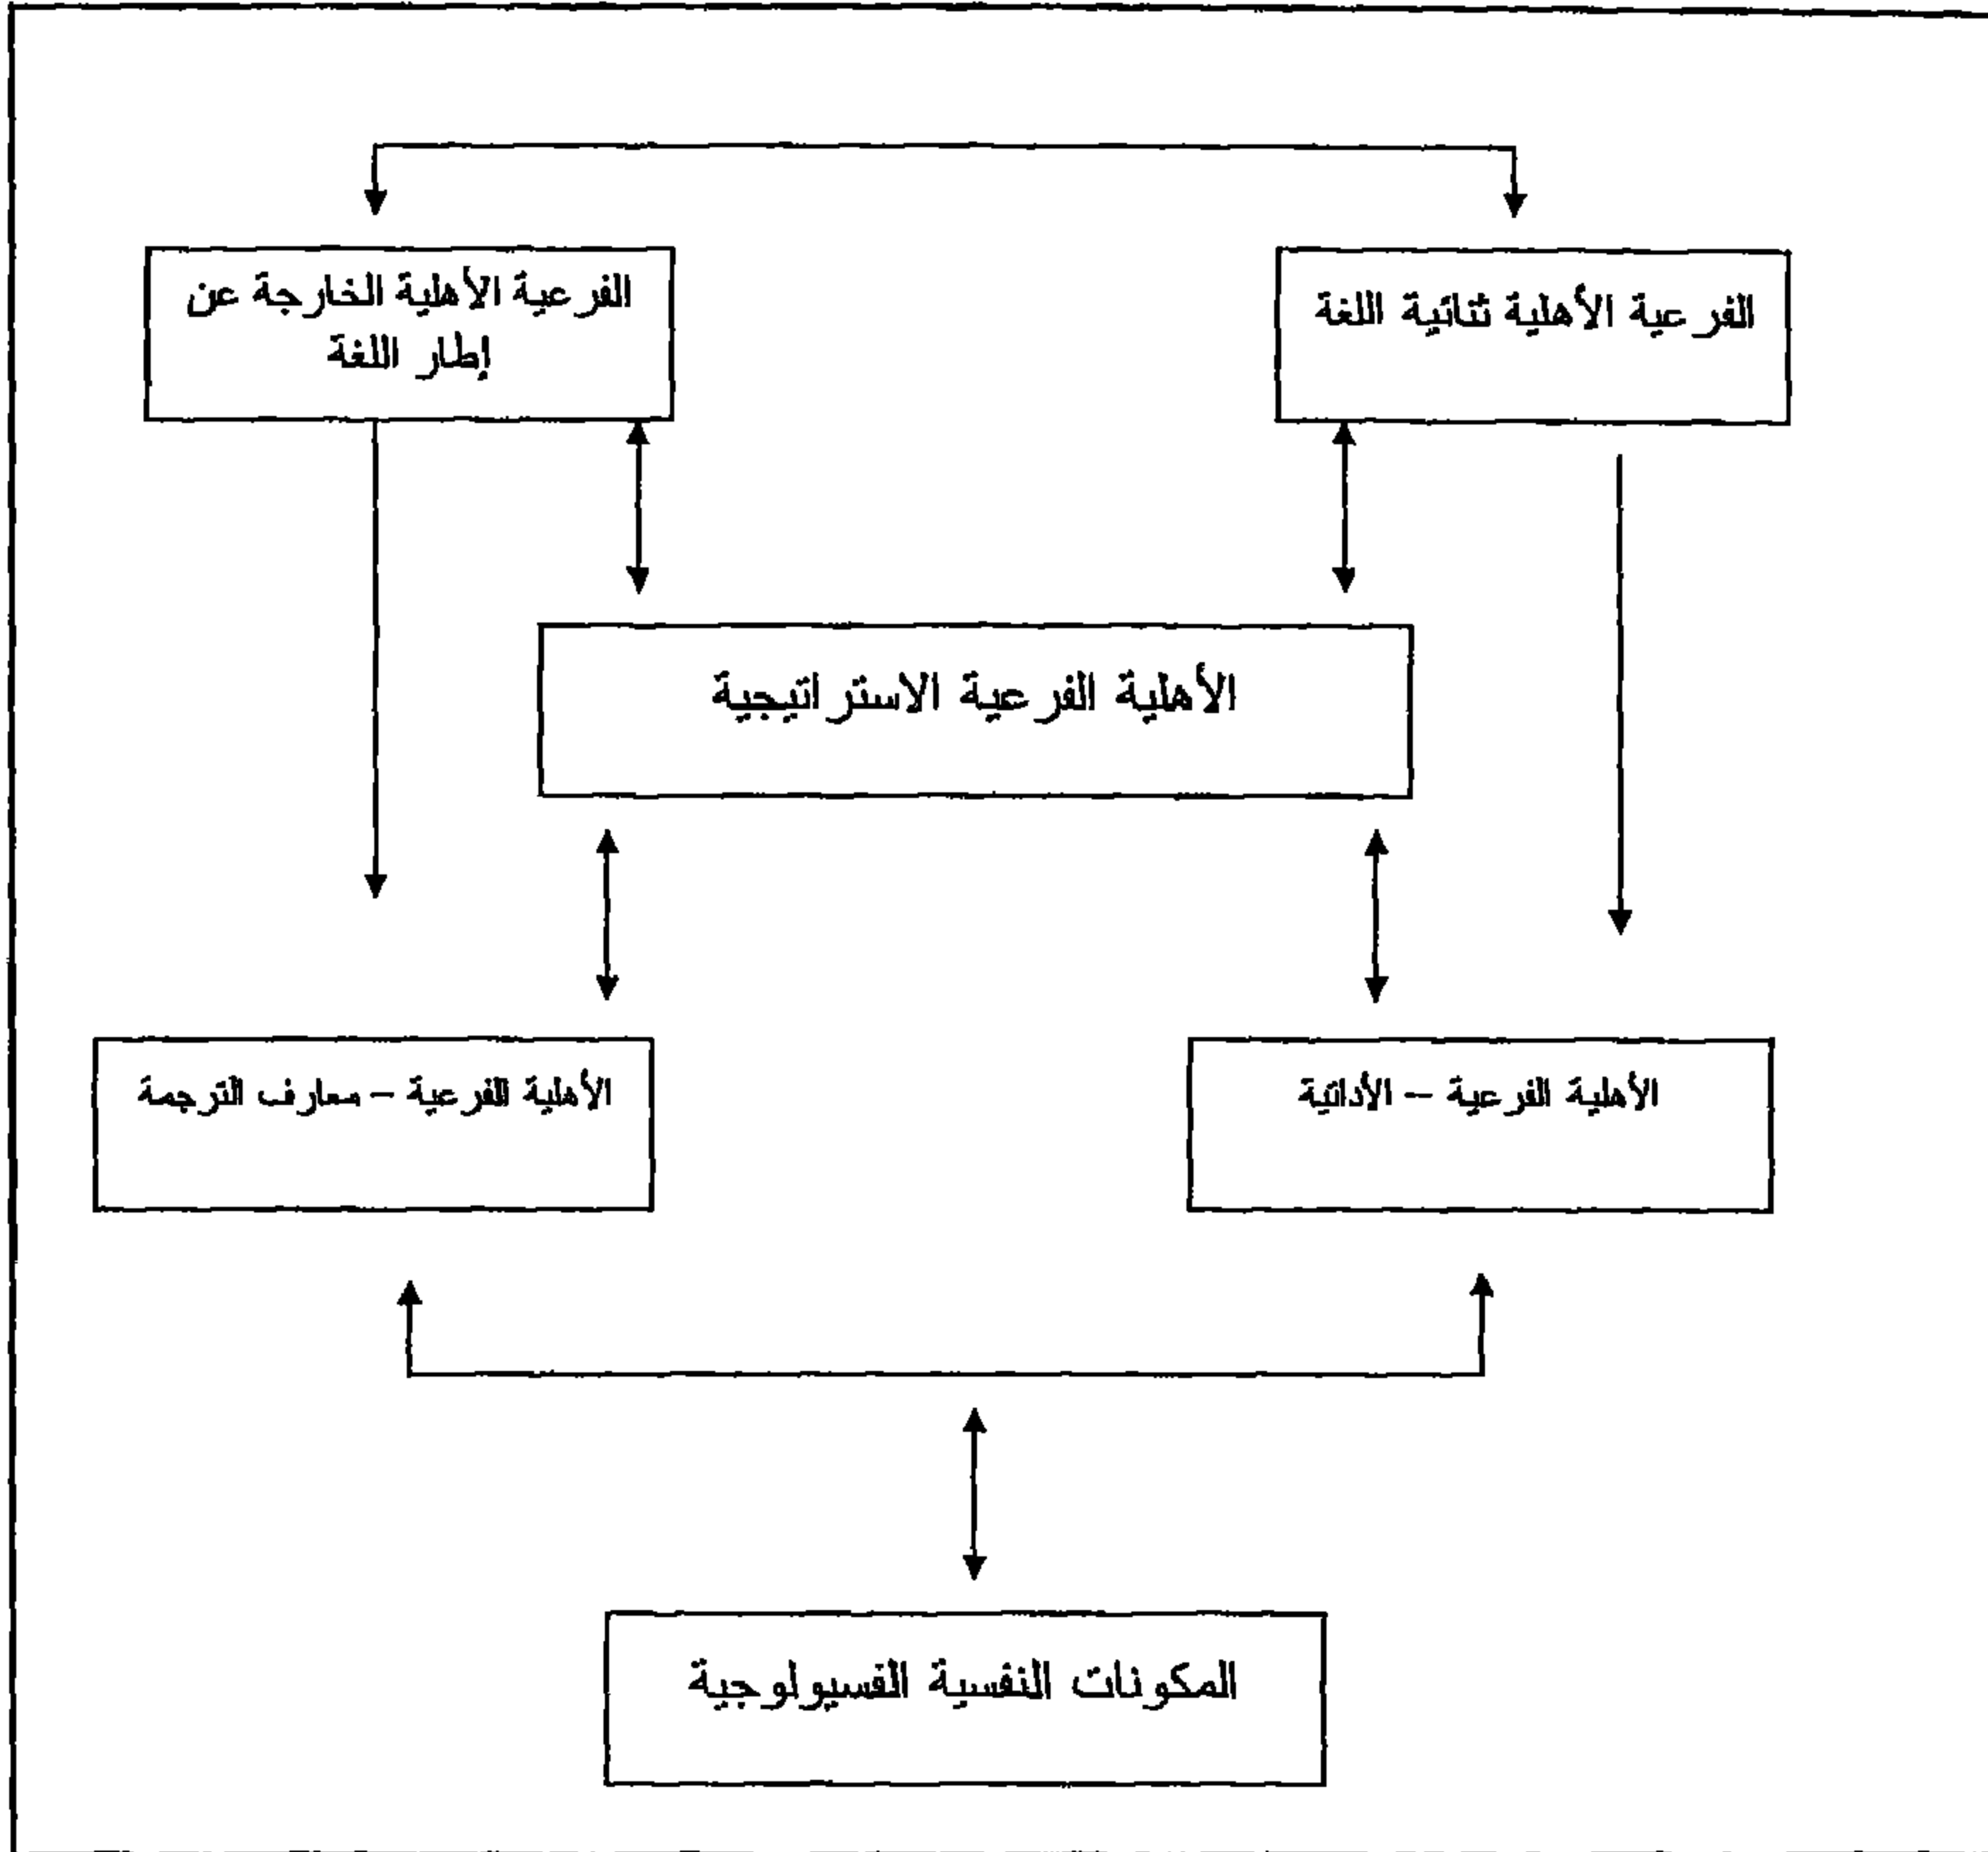 الفرعية الأهلية ثنائية اللغة
الفرعية الأهلية الخارجة عن
إطار اللغة
الأهلية الفرعية الاستراتيجية
الأهلية الفرعية – الأداتية
الأهلية الفرعية – معارف الترجمة
المكونات النفسية الفسيولوجية